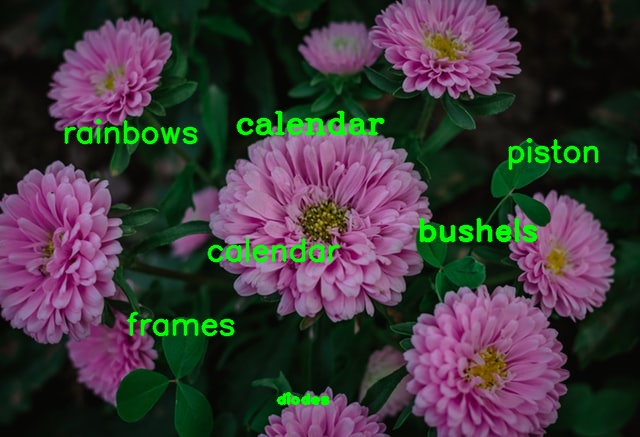 calendar
rainbows
piston
bushels
calendar
frames
diodes